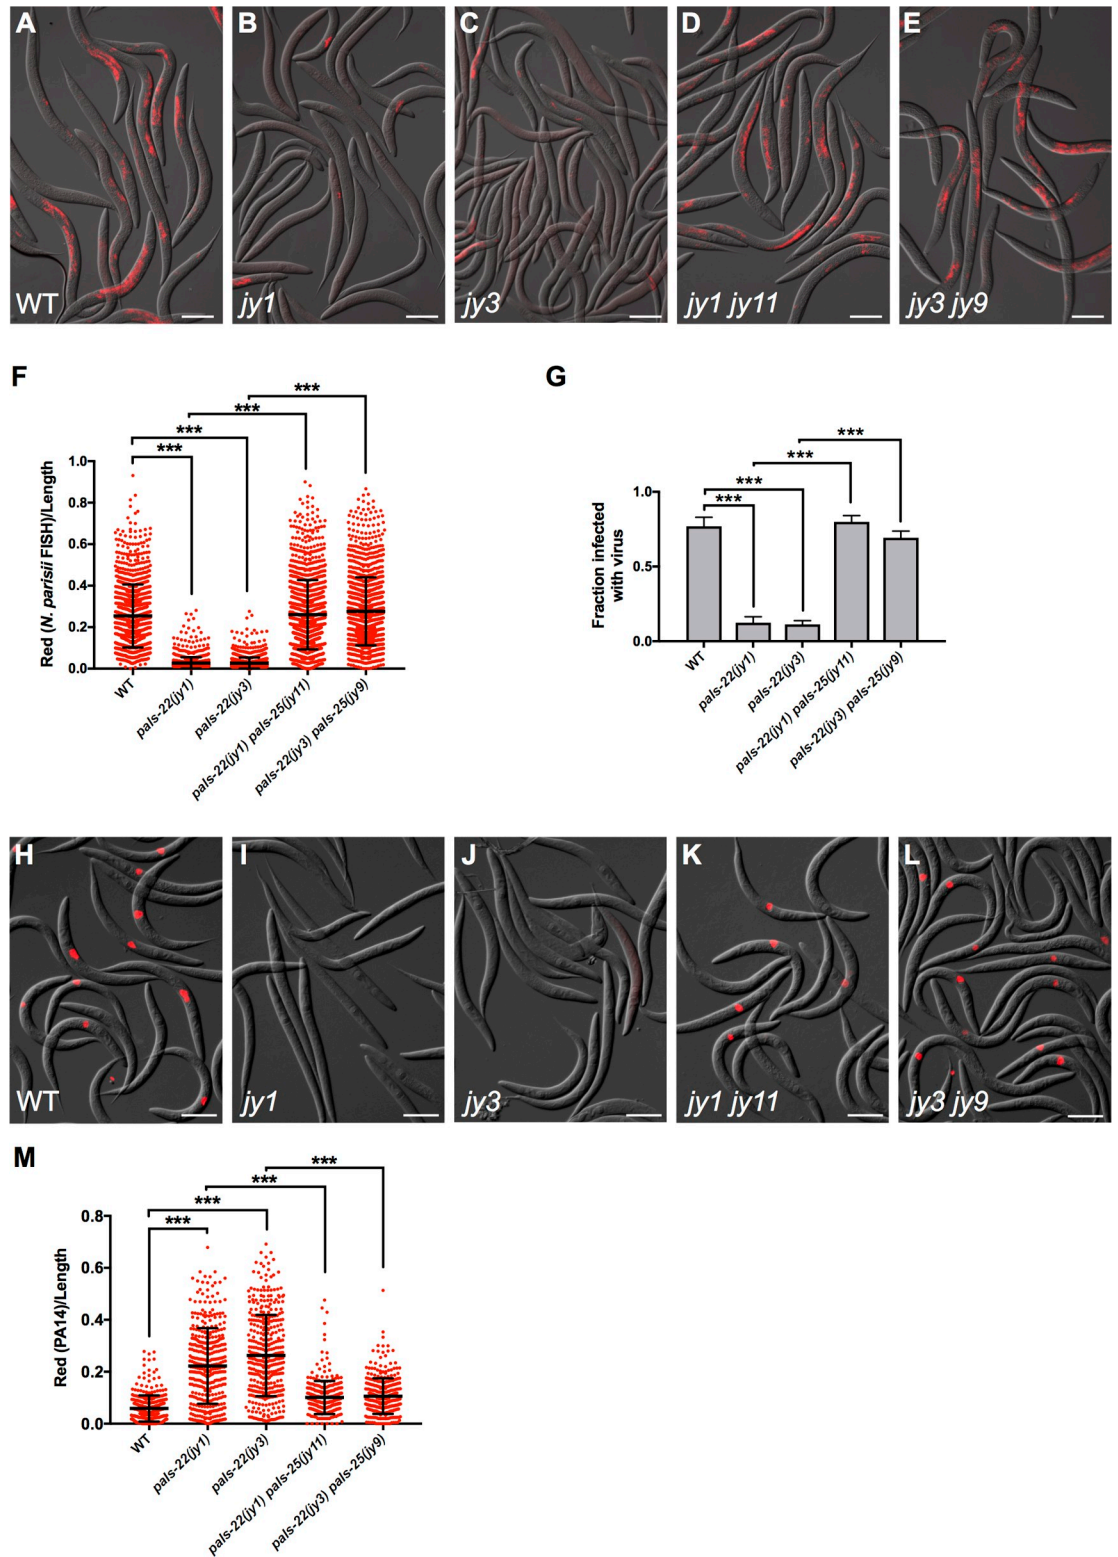 A B C D E
WT jy1 jy3 jy1 jy11 jy3 jy9
F
***
***
***
***
Red (N. parisii FISH)/Length
1.0
0.8
0.6
0.4
0.2
0.0
WT
pals-22(jy1)
pals-22(jy3)
pals-22(jy1) pals-25(jy11)
pals-22(jy3) pals-25(jy9)
G
***
***
***
***
Fraction infected
with virus
1.0
0.5
0.0
WT
pals-22(jy1)
pals-22(jy3)
pals-22(jy1) pals-25(jy11)
pals-22(jy3) pals-25(jy9)
H I J K L
WT jy1 jy3 jy1 jy11 jy3 jy9
M
***
***
***
***
Red (PA14)/Length
0.8
0.6
0.4
0.2
0.0
WT
pals-22(jy1)
pals-22(jy3)
pals-22(jy1) pals-25(jy11)
pals-22(jy3) pals-25(jy9)